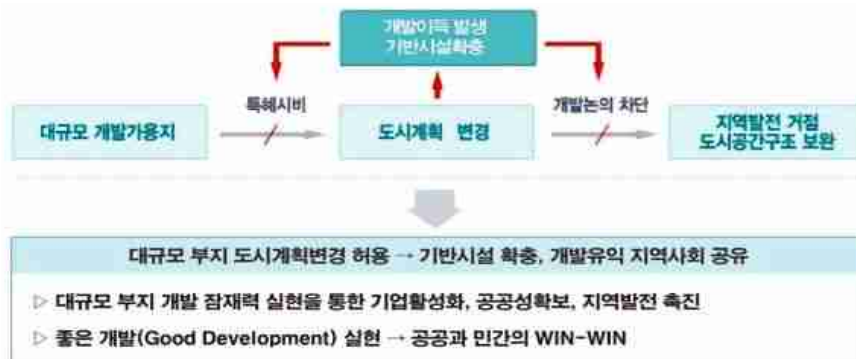 개발이득 발생
기반시설확충
특혜시비
개발논의 차단
대규모 개발가용지
도시계획 변경
지역발전 거점
도시공간구조 보완
대규모 부지 도시계획변경 허용 → 기반시설 확충, 개발유익 지역사회 공유
▷ 대규모 부지 개발 잠재력 실현을 통한 기업활성화, 공공성확보, 지역발전 촉진
▷ 좋은 개발(Good Development) 실현 → 공공과 민간의 WIN-WIN